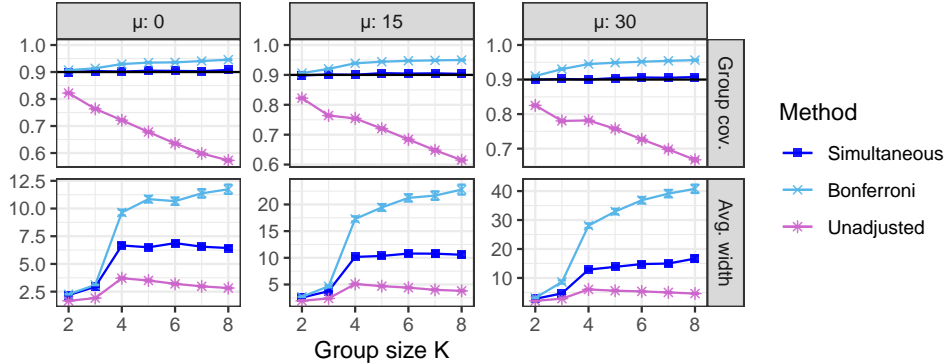 μ: 0
μ: 15
μ: 30
1.0
0.9
0.8
0.7
0.6
1.0
0.9
0.8
0.7
0.6
1.0
0.9
0.8
0.7
Group cov.
12.5
10.0
7.5
5.0
2.5
20
15
10
5
40
30
20
10
Avg. width
2 4 6 8
2 4 6 8
2 4 6 8
Group size K
Method
Simultaneous
Bonferroni
Unadjusted